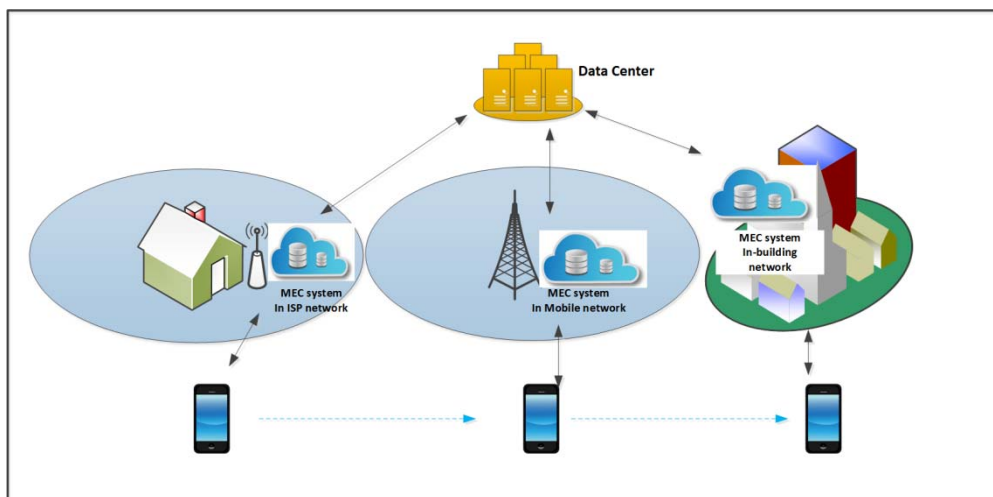 Data Center
MEC system
In ISP network
MEC system
In Mobile network
MEC system
In-building
network